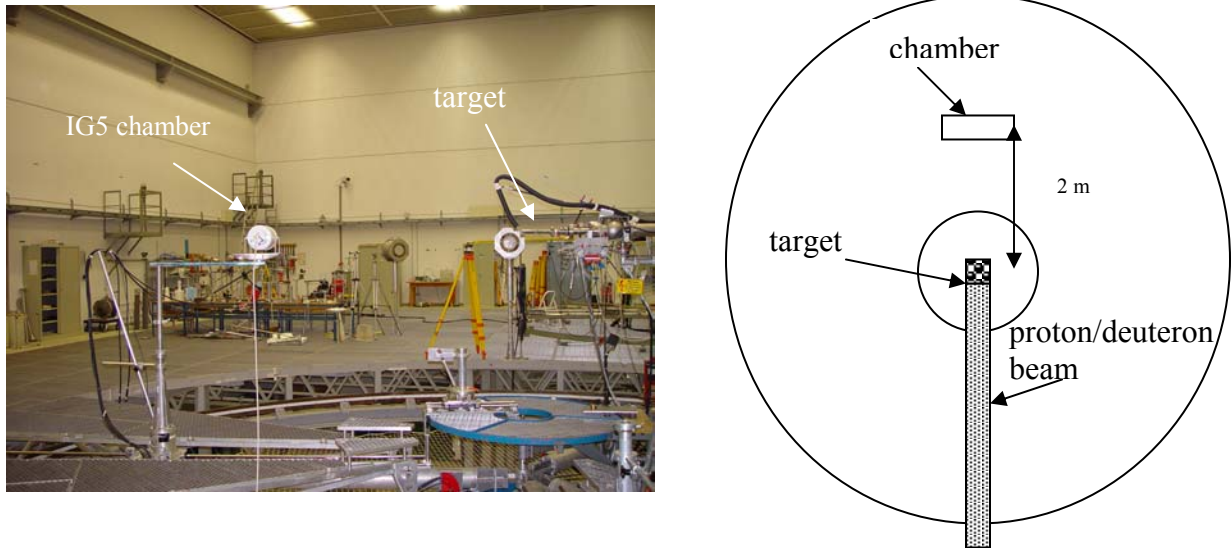 target
IG5 chamber
chamber
2 m
target
proton/deuteron
beam